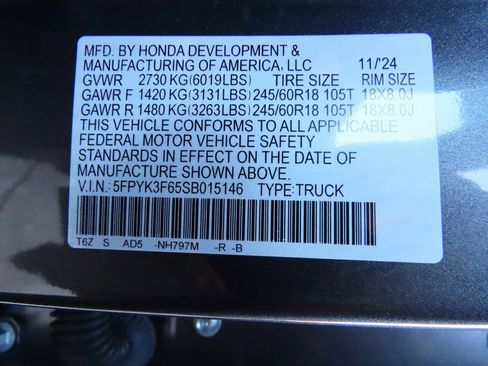 MFD. BY HONDA DEVELOPMENT &
MANUFACTURING OF AMERICA, LLC 11/'24
GVWR 2730 KG(6019LBS) TIRE SIZE RIM SIZE
GAWR F 1420 KG(3131LBS) 245/60R18 105T 18X8.0J
GAWR R 1480 KG(3263LBS) 245/60R18 105T 18X8.0J
THIS VEHICLE CONFORMS TO ALL APPLICABLE
FEDERAL MOTOR VEHICLE SAFETY
STANDARDS IN EFFECT ON THE DATE OF
MANUFACTURE SHOWN ABOVE.
V.I.N.: 5FPYK3F65SB015146 TYPE:TRUCK
T6Z S AD5 -NH797M -R -B